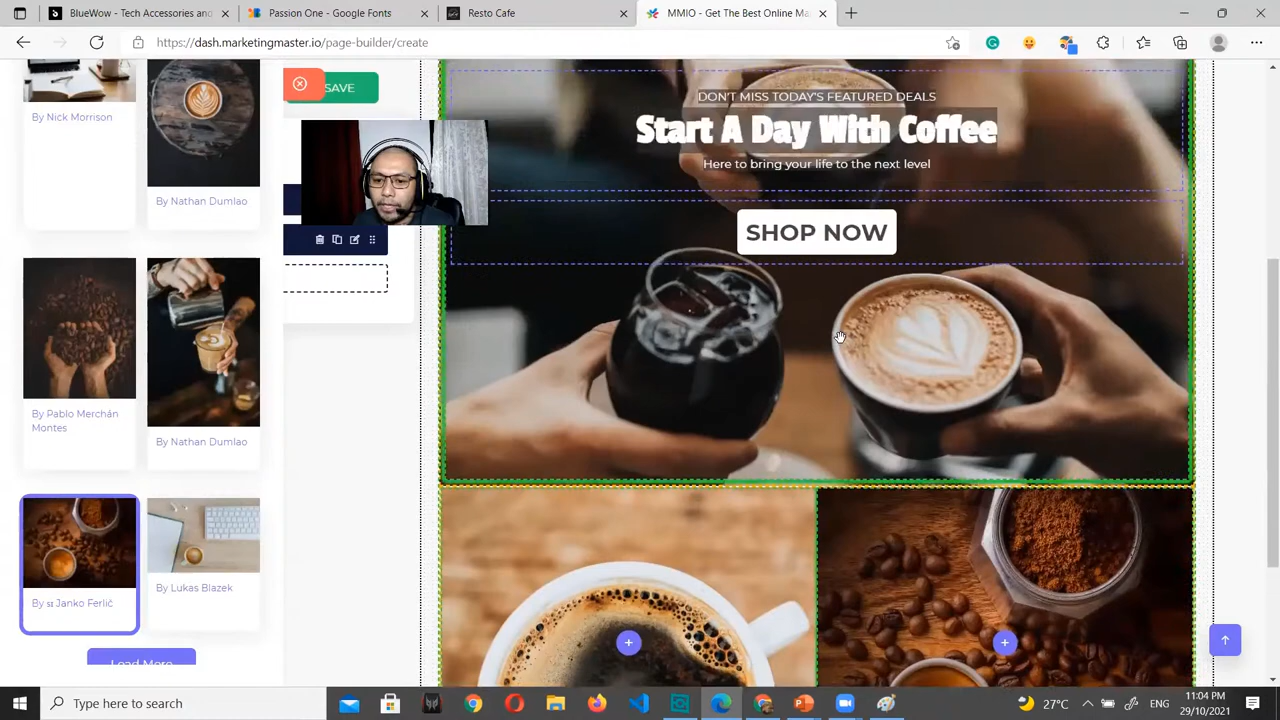 BlueWow - Tech Accessories and
Passion One - Google Fonts
Resto Cafe
MMIO - Get The Best Online Ma
https://dash.marketingmaster.io/page-builder/create
By Nick Morrison
By Nathan Dumlao
By Pablo Merchán
Montes
By Nathan Dumlao
By 🇸🇮 Janko Ferlič
By Lukas Blazek
Load More
SAVE
DON'T MISS TODAY'S FEATURED DEALS
Start A Day With Coffee
Here to bring your life to the next level
SHOP NOW
Type here to search
27°C
ENG
11:04 PM
29/10/2021